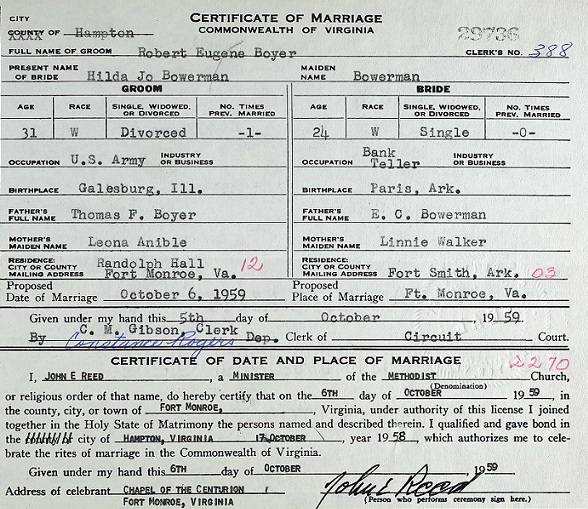 CITY
COUNTY OF Hampton
CERTIFICATE OF MARRIAGE
COMMONWEALTH OF VIRGINIA
29736
FULL NAME OF GROOM Robert Eugene Boyer CLERK'S NO. 388
PRESENT NAME OF BRIDE Hilda Jo Bowerman MAIDEN NAME Bowerman
GROOM BRIDE
AGE RACE SINGLE, WIDOWED, OR DIVORCED NO. TIMES PREV. MARRIED AGE RACE SINGLE, WIDOWED, OR DIVORCED NO. TIMES PREV. MARRIED
31 W Divorced -1- 24 W Single -0-
OCCUPATION U.S. Army INDUSTRY OR BUSINESS OCCUPATION Bank Teller INDUSTRY OR BUSINESS
BIRTHPLACE Galesburg, Ill. BIRTHPLACE Paris, Ark.
FATHER'S FULL NAME Thomas F. Boyer FATHER'S FULL NAME E. C. Bowerman
MOTHER'S MAIDEN NAME Leona Anible MOTHER'S MAIDEN NAME Linnie Walker
RESIDENCE: CITY OR COUNTY MAILING ADDRESS Randolph Hall Fort Monroe, Va. 12 RESIDENCE: CITY OR COUNTY MAILING ADDRESS Fort Smith, Ark. 03
Proposed Date of Marriage October 6, 1959 Proposed Place of Marriage Ft. Monroe, Va.
Given under my hand this 5th day of October, 1959
C. M. Gibson, Clerk
By Constance Rogers Dep. Clerk of Circuit Court.
CERTIFICATE OF DATE AND PLACE OF MARRIAGE 2270
I, JOHN E REED, a MINISTER of the METHODIST Church,
(Denomination)
or religious order of that name, do hereby certify that on the 6TH day of OCTOBER 1959, in
the county, city, or town of FORT MONROE, Virginia, under authority of this license I joined
together in the Holy State of Matrimony the persons named and described therein. I qualified and gave bond in
the city of HAMPTON, VIRGINIA 17 OCTOBER, year 1958, which authorizes me to cele-
brate the rites of marriage in the Commonwealth of Virginia.
Given under my hand this 6TH day of OCTOBER 1959
Address of celebrant CHAPEL OF THE CENTURION John E Reed
FORT MONROE, VIRGINIA (Person who performs ceremony sign here.)